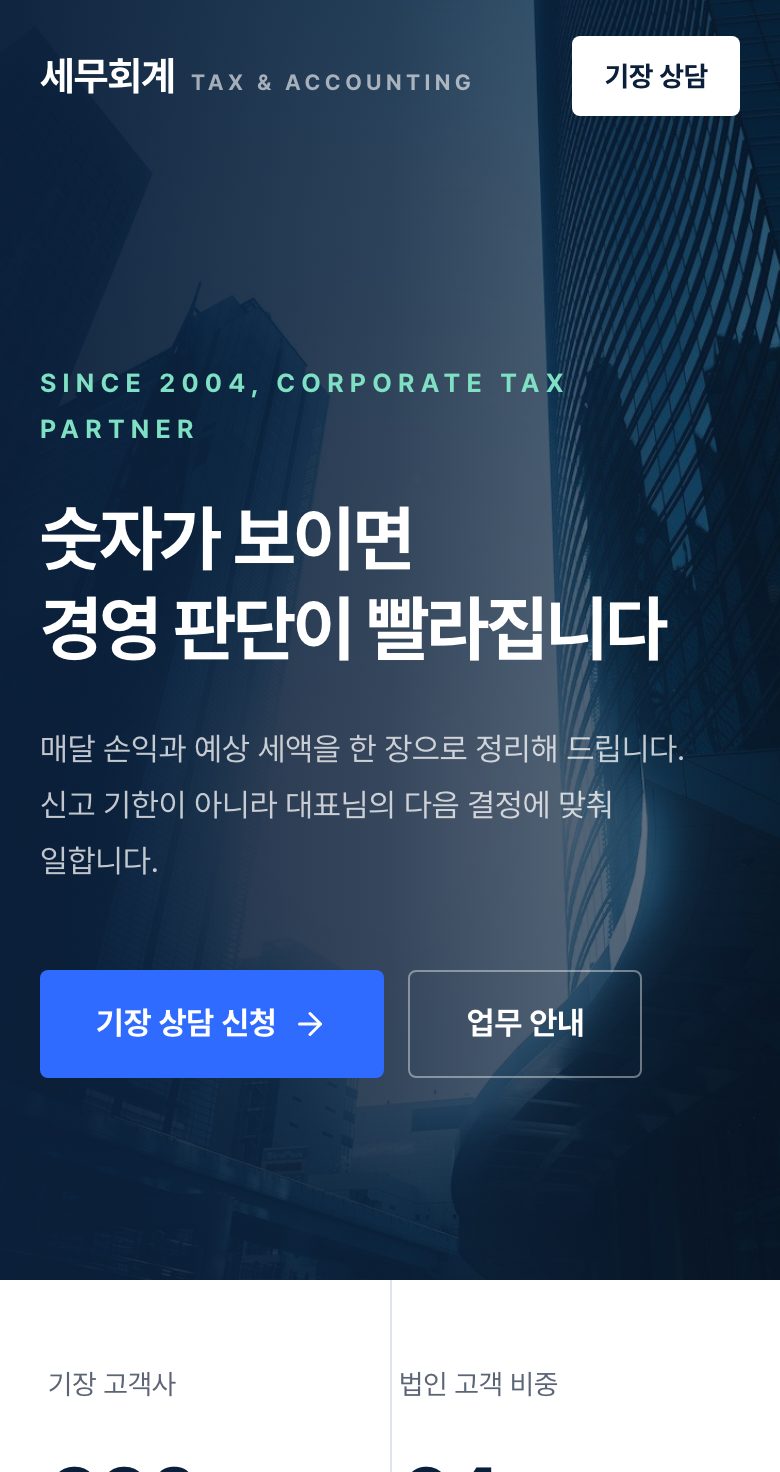 세무회계 TAX & ACCOUNTING
기장 상담
SINCE 2004, CORPORATE TAX
PARTNER
숫자가 보이면
경영 판단이 빨라집니다
매달 손익과 예상 세액을 한 장으로 정리해 드립니다.
신고 기한이 아니라 대표님의 다음 결정에 맞춰
일합니다.
기장 상담 신청 →
업무 안내
기장 고객사
법인 고객 비중